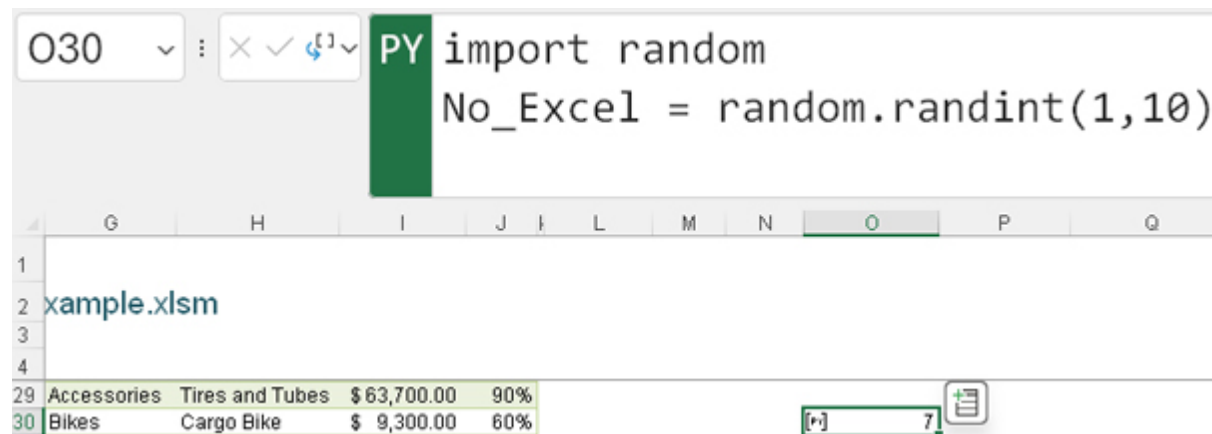 O30 PY import random
No_Excel = random.randint(1,10)
G H I J L M N O P Q
1
2 xample.xlsm
3
4
29 Accessories Tires and Tubes $ 63,700.00 90%
30 Bikes Cargo Bike $ 9,300.00 60% 7